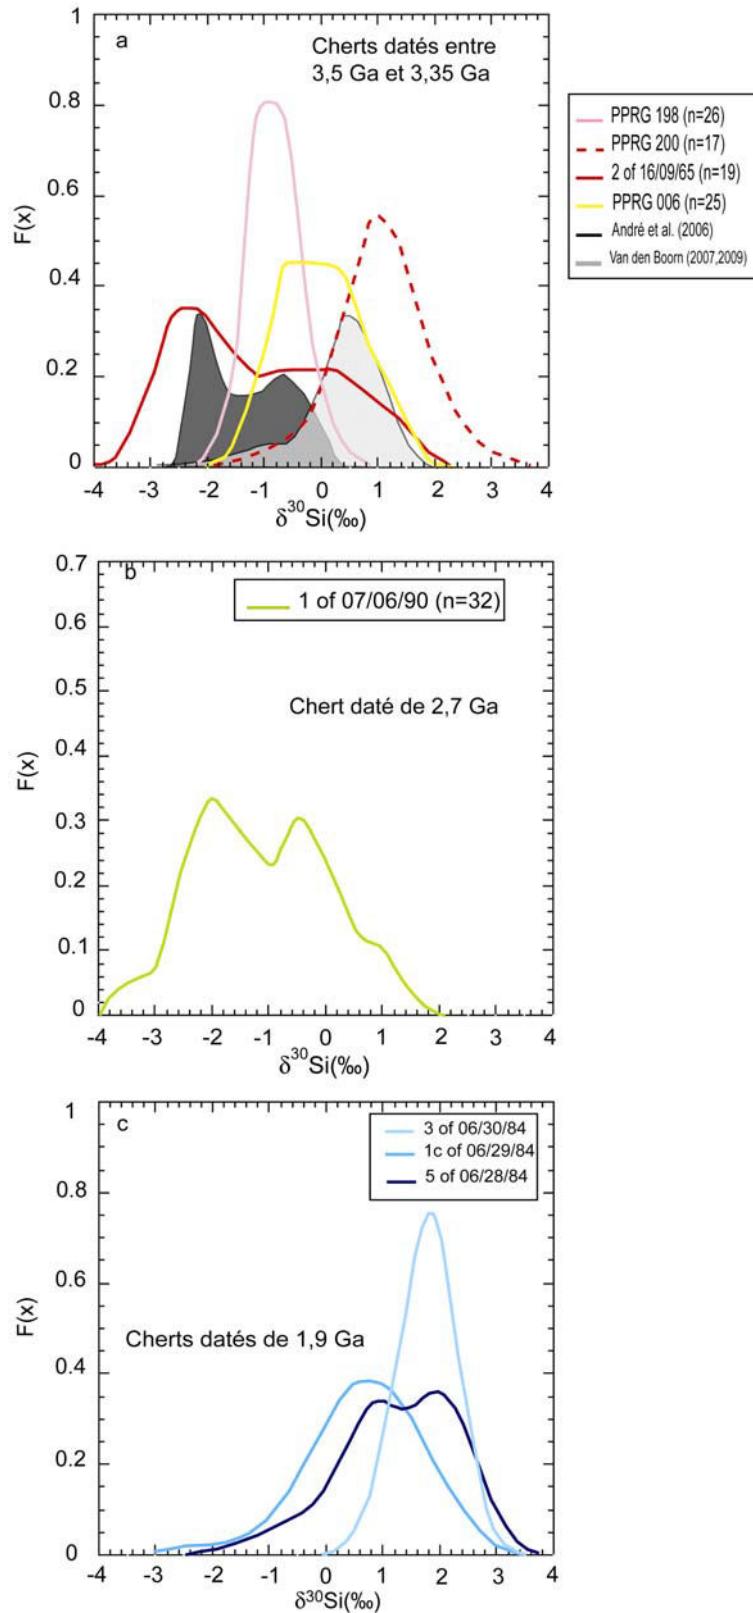 a
Cherts datés entre
3,5 Ga et 3,35 Ga
1
0.8
0.6
0.4
0.2
0
F(x)
-4 -3 -2 -1 0 1 2 3 4
δ³⁰Si(‰)
PPRG 198 (n=26)
PPRG 200 (n=17)
2 of 16/09/65 (n=19)
PPRG 006 (n=25)
André et al. (2006)
Van den Boorn (2007,2009)
b
1 of 07/06/90 (n=32)
Chert daté de 2,7 Ga
0.7
0.6
0.5
0.4
0.3
0.2
0.1
0
F(x)
-4 -3 -2 -1 0 1 2 3 4
δ³⁰Si(‰)
c
3 of 06/30/84
1c of 06/29/84
5 of 06/28/84
Cherts datés de 1,9 Ga
1
0.8
0.6
0.4
0.2
0
F(x)
-4 -3 -2 -1 0 1 2 3 4
δ³⁰Si(‰)